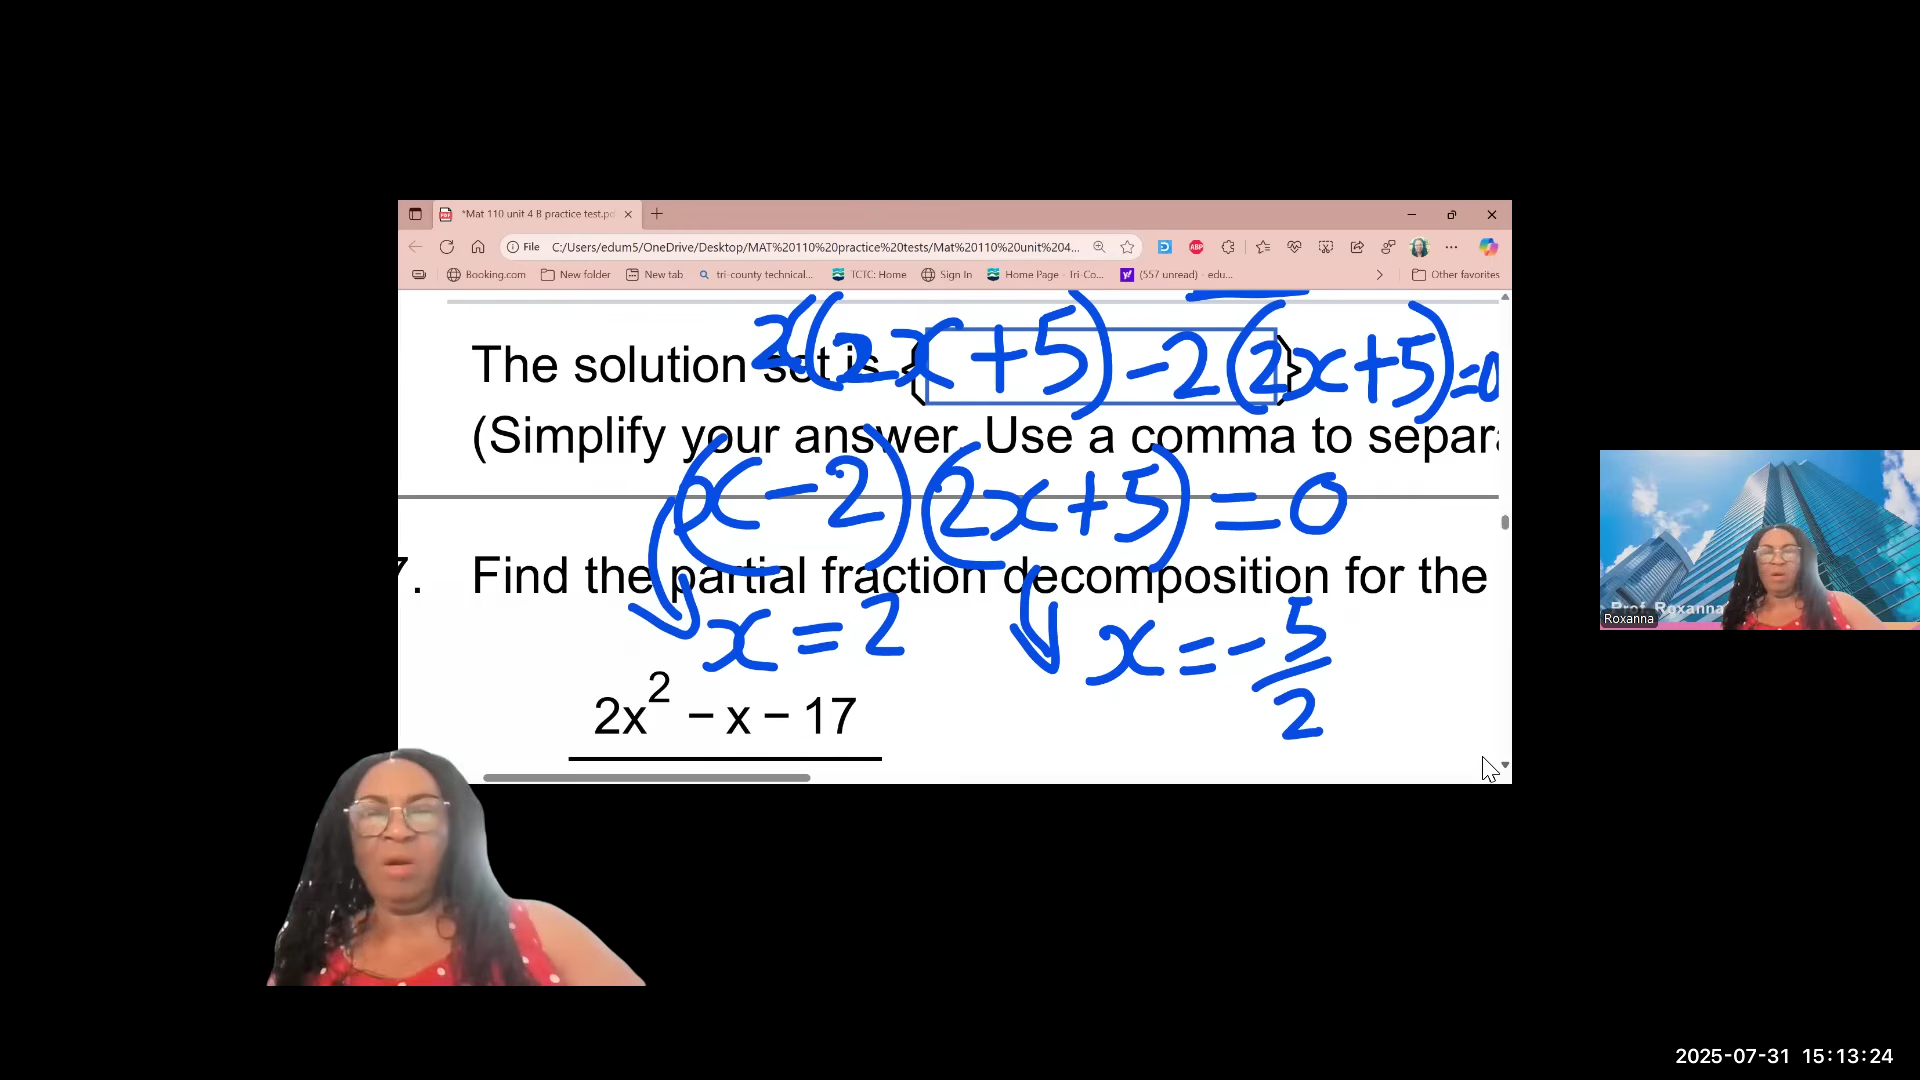 *Mat 110 unit 4 B practice test.pd
File C:/Users/edum5/OneDrive/Desktop/MAT%20110%20practice%20tests/Mat%20110%20unit%204...
Booking.com New folder New tab tri-county technical... TCTC: Home Sign In Home Page - Tri-Co... (557 unread) - edu... Other favorites
x(2x+5)-2(2x+5)=0
The solution set is { }
(Simplify your answer. Use a comma to separa
(x-2)(2x+5)=0
7. Find the partial fraction decomposition for the
x=2 x=-5/2
2x² − x − 17
Prof. Roxanna
Roxanna
2025-07-31 15:13:24